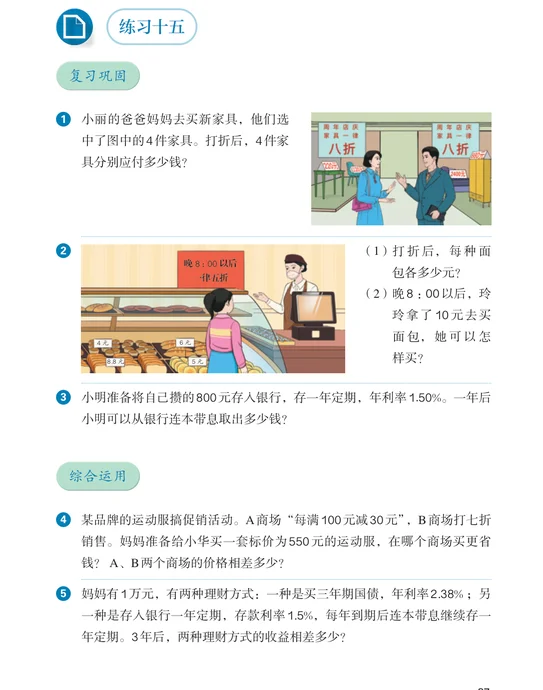 练习十五
复习巩固
1 小丽的爸爸妈妈去买新家具，他们选
中了图中的4件家具。打折后，4件家
具分别应付多少钱？
周年店庆
家具一律
八折
周年店庆
家具一律
八折
2
晚8：00以后
一律五折
4元
6元
8.8元
5元
（1）打折后，每种面
包各多少元？
（2）晚8：00以后，玲
玲拿了10元去买
面包，她可以怎
样买？
3 小明准备将自己攒的800元存入银行，存一年定期，年利率1.50%。一年后
小明可以从银行连本带息取出多少钱？
综合运用
4 某品牌的运动服搞促销活动。A商场“每满100元减30元”，B商场打七折
销售。妈妈准备给小华买一套标价为550元的运动服，在哪个商场买更省
钱？ A、B两个商场的价格相差多少？
5 妈妈有1万元，有两种理财方式：一种是买三年期国债，年利率2.38%；另
一种是存入银行一年定期，存款利率1.5%，每年到期后连本带息继续存一
年定期。3年后，两种理财方式的收益相差多少？